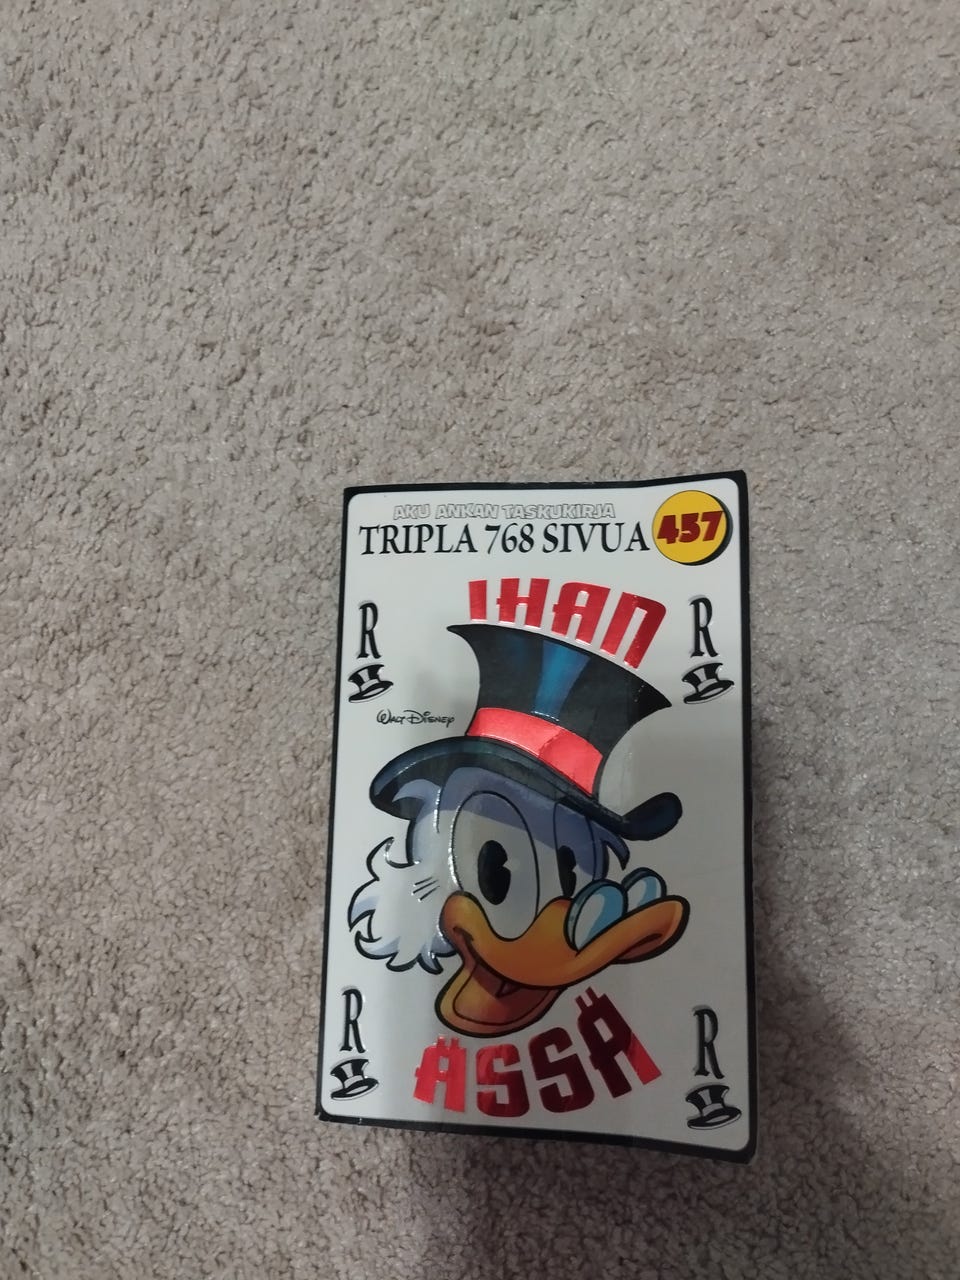 AKU ANKAN TASKUKIRJA
TRIPLA 768 SIVUA
457
IHAN
R
R
WALT DISNEY
R
R
ÄSSÄ